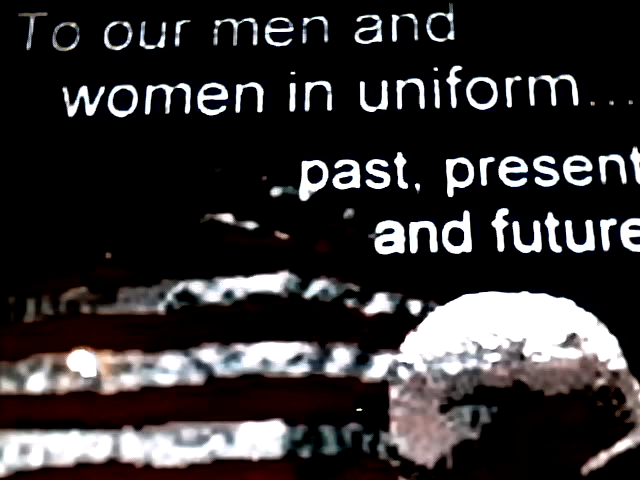 To our men and
women in uniform...
past, present
and future